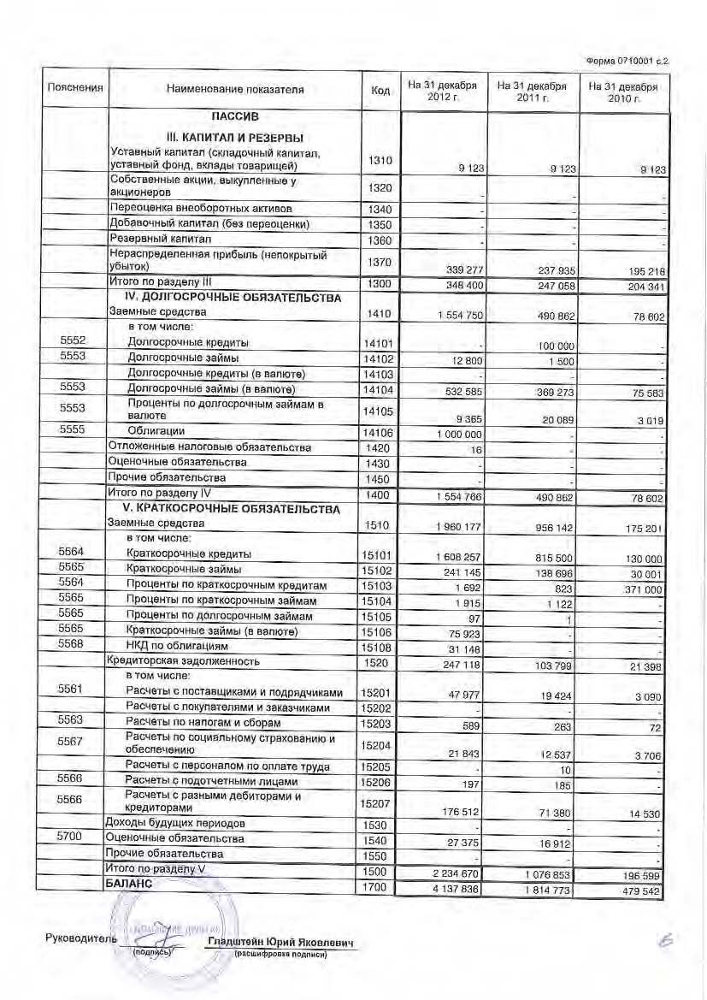 Форма 0710001 с.2
Пояснения Наименование показателя Код На 31 декабря 2012 г. На 31 декабря 2011 г. На 31 декабря 2010 г.
ПАССИВ
III. КАПИТАЛ И РЕЗЕРВЫ
Уставный капитал (складочный капитал,
уставный фонд, вклады товарищей) 1310 9 123 9 123 9 123
Собственные акции, выкупленные у
акционеров 1320 - - -
Переоценка внеоборотных активов 1340 - - -
Добавочный капитал (без переоценки) 1350 - - -
Резервный капитал 1360 - - -
Нераспределенная прибыль (непокрытый
убыток) 1370 339 277 237 935 195 218
Итого по разделу III 1300 348 400 247 058 204 341
IV. ДОЛГОСРОЧНЫЕ ОБЯЗАТЕЛЬСТВА
Заемные средства 1410 1 554 750 490 862 78 602
в том числе:
5552 Долгосрочные кредиты 14101 - 100 000 -
5553 Долгосрочные займы 14102 12 800 1 500 -
Долгосрочные кредиты (в валюте) 14103 - - -
5553 Долгосрочные займы (в валюте) 14104 532 585 369 273 75 583
5553 Проценты по долгосрочным займам в
валюте 14105 9 365 20 089 3 019
5555 Облигации 14106 1 000 000 - -
Отложенные налоговые обязательства 1420 16 - -
Оценочные обязательства 1430 - - -
Прочие обязательства 1450 - - -
Итого по разделу IV 1400 1 554 766 490 862 78 602
V. КРАТКОСРОЧНЫЕ ОБЯЗАТЕЛЬСТВА
Заемные средства 1510 1 960 177 956 142 175 201
в том числе:
5564 Краткосрочные кредиты 15101 1 608 257 815 500 130 000
5565 Краткосрочные займы 15102 241 145 138 696 30 001
5564 Проценты по краткосрочным кредитам 15103 1 692 823 371 000
5565 Проценты по краткосрочным займам 15104 1 915 1 122 -
5565 Проценты по долгосрочным займам 15105 97 1 -
5565 Краткосрочные займы (в валюте) 15106 75 923 - -
5568 НКД по облигациям 15108 31 148 - -
Кредиторская задолженность 1520 247 118 103 799 21 398
в том числе:
5561 Расчеты с поставщиками и подрядчиками 15201 47 977 19 424 3 090
Расчеты с покупателями и заказчиками 15202 - - -
5563 Расчеты по налогам и сборам 15203 589 263 72
5567 Расчеты по социальному страхованию и
обеспечению 15204 21 843 12 537 3 706
Расчеты с персоналом по оплате труда 15205 - 10 -
5566 Расчеты с подотчетными лицами 15206 197 185 -
5566 Расчеты с разными дебиторами и
кредиторами 15207 176 512 71 380 14 530
Доходы будущих периодов 1530 - - -
5700 Оценочные обязательства 1540 27 375 16 912 -
Прочие обязательства 1550 - - -
Итого по разделу V 1500 2 234 670 1 076 853 196 599
БАЛАНС 1700 4 137 836 1 814 773 479 542
Руководитель Гладштейн Юрий Яковлевич
(подпись) (расшифровка подписи)
6